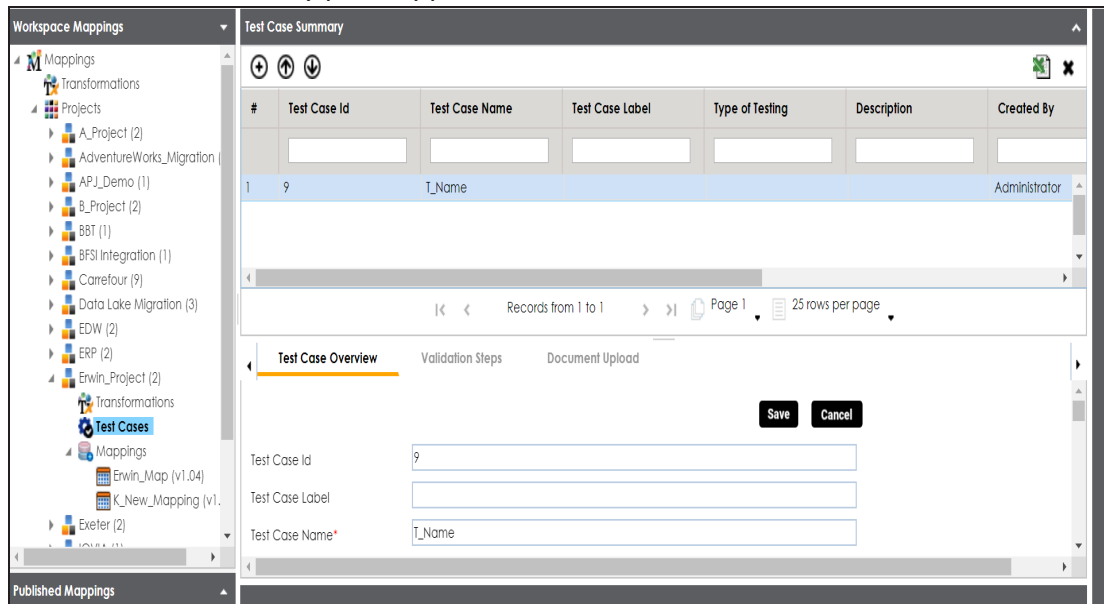 Workspace Mappings
Mappings
Transformations
Projects
A_Project (2)
AdventureWorks_Migration (
APJ_Demo (1)
B_Project (2)
BBT (1)
BFSI Integration (1)
Carrefour (9)
Data Lake Migration (3)
EDW (2)
ERP (2)
Erwin_Project (2)
Transformations
Test Cases
Mappings
Erwin_Map (v1.04)
K_New_Mapping (v1.
Exeter (2)
Published Mappings
Test Case Summary
# Test Case Id Test Case Name Test Case Label Type of Testing Description Created By
1 9 T_Name Administrator
Records from 1 to 1 Page 1 25 rows per page
Test Case Overview Validation Steps Document Upload
Save Cancel
Test Case Id 9
Test Case Label
Test Case Name* T_Name